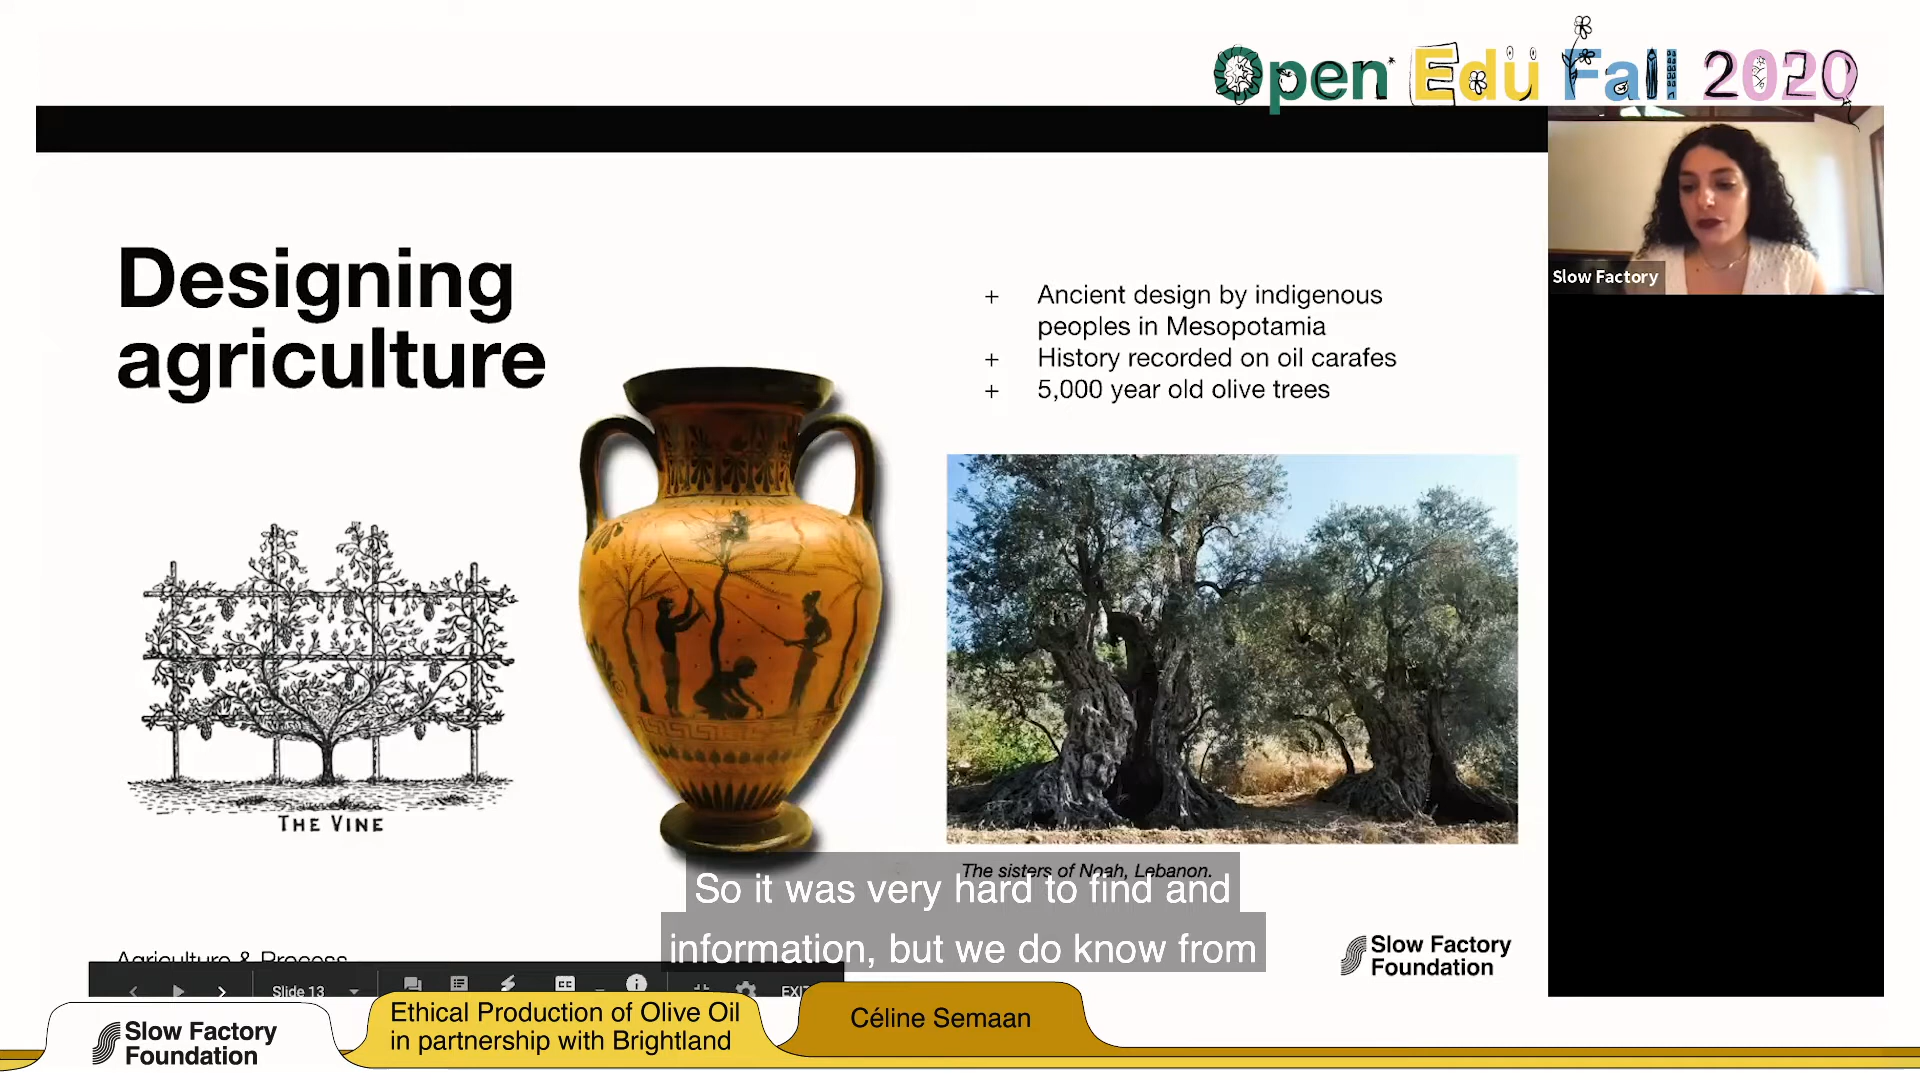 Open Edu Fall 2020
Slow Factory
Designing
agriculture
+ Ancient design by indigenous
peoples in Mesopotamia
+ History recorded on oil carafes
+ 5,000 year old olive trees
THE VINE
The sisters of Noah, Lebanon.
So it was very hard to find and
information, but we do know from
Agriculture & Process
Slow Factory
Foundation
Slide 13
EXIT
Slow Factory
Foundation
Ethical Production of Olive Oil
in partnership with Brightland
Céline Semaan